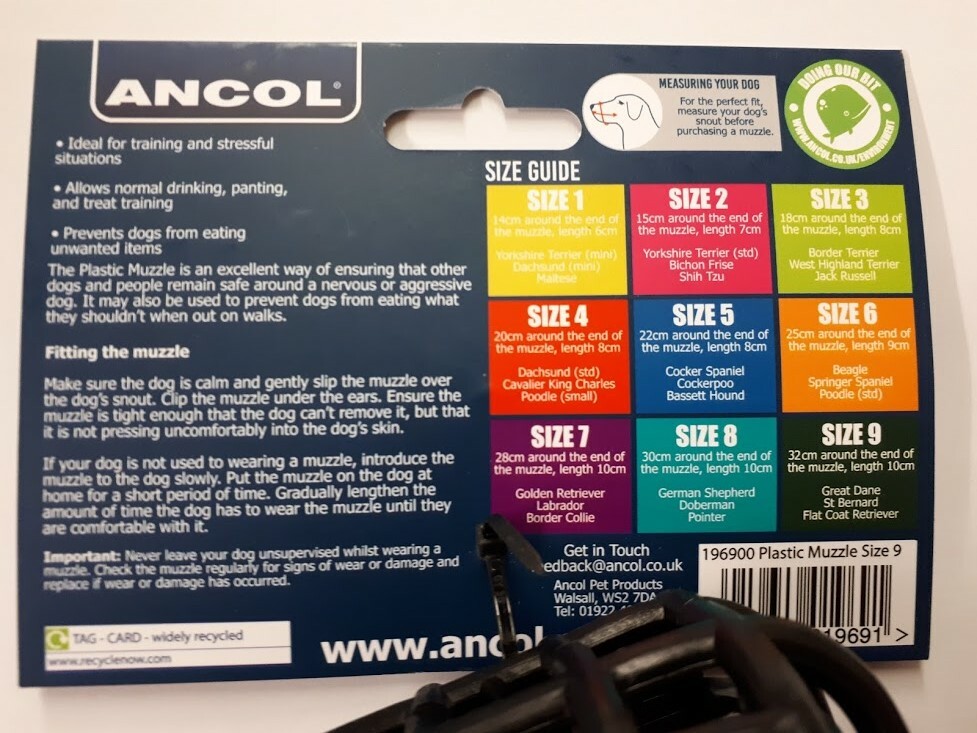 ANCOL®
• Ideal for training and stressful
situations
• Allows normal drinking, panting,
and treat training
• Prevents dogs from eating
unwanted items
The Plastic Muzzle is an excellent way of ensuring that other
dogs and people remain safe around a nervous or aggressive
dog. It may also be used to prevent dogs from eating what
they shouldn't when out on walks.
Fitting the muzzle
Make sure the dog is calm and gently slip the muzzle over
the dog's snout. Clip the muzzle under the ears. Ensure the
muzzle is tight enough that the dog can't remove it, but that
it is not pressing uncomfortably into the dog's skin.
If your dog is not used to wearing a muzzle, introduce the
muzzle to the dog slowly. Put the muzzle on the dog at
home for a short period of time. Gradually lengthen the
amount of time the dog has to wear the muzzle until they
are comfortable with it.
Important: Never leave your dog unsupervised whilst wearing a
muzzle. Check the muzzle regularly for signs of wear or damage and
replace if wear or damage has occurred.
TAG - CARD - widely recycled
www.recyclenow.com
MEASURING YOUR DOG
For the perfect fit,
measure your dog's
snout before
purchasing a muzzle.
DOING OUR BIT
WWW.ANCOL.CO.UK/ENVIRONMENT
SIZE GUIDE
SIZE 1
14cm around the end of
the muzzle, length 6cm
Yorkshire Terrier (mini)
Dachsund (mini)
Maltese
SIZE 2
15cm around the end of
the muzzle, length 7cm
Yorkshire Terrier (std)
Bichon Frise
Shih Tzu
SIZE 3
18cm around the end of
the muzzle, length 8cm
Border Terrier
West Highland Terrier
Jack Russell
SIZE 4
20cm around the end of
the muzzle, length 8cm
Dachsund (std)
Cavalier King Charles
Poodle (small)
SIZE 5
22cm around the end of
the muzzle, length 8cm
Cocker Spaniel
Cockerpoo
Bassett Hound
SIZE 6
25cm around the end of
the muzzle, length 9cm
Beagle
Springer Spaniel
Poodle (std)
SIZE 7
28cm around the end of
the muzzle, length 10cm
Golden Retriever
Labrador
Border Collie
SIZE 8
30cm around the end of
the muzzle, length 10cm
German Shepherd
Doberman
Pointer
SIZE 9
32cm around the end of
the muzzle, length 10cm
Great Dane
St Bernard
Flat Coat Retriever
Get in Touch
edback@ancol.co.uk
Ancol Pet Products
Walsall, WS2 7DA
Tel: 01922
www.ancol
196900 Plastic Muzzle Size 9
19691 >